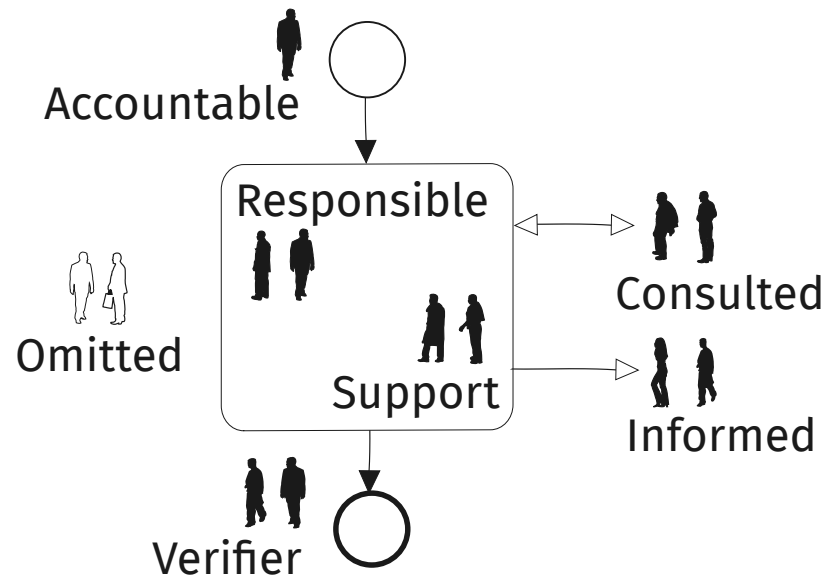 Accountable
Responsible
Consulted
Omitted
Support
Informed
Verifier